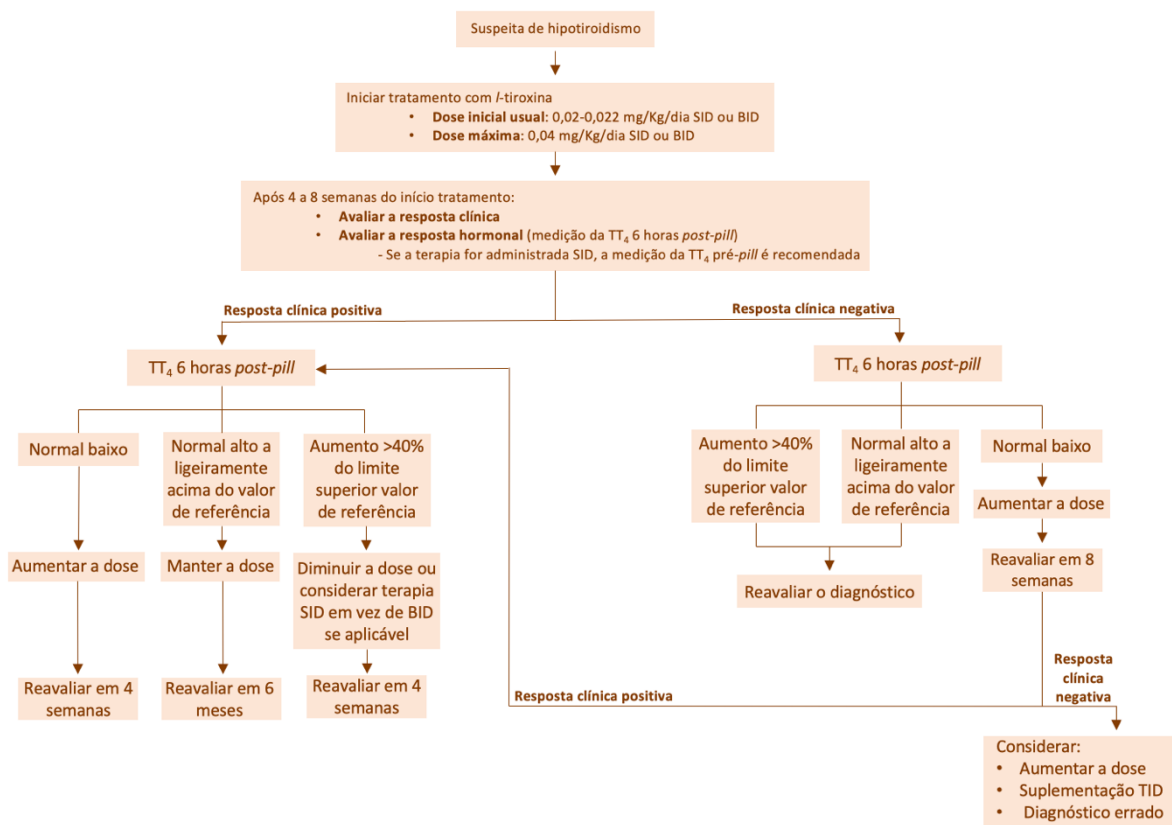 Suspeita de hipotiroidismo
Iniciar tratamento com l-tiroxina
• Dose inicial usual: 0,02-0,022 mg/Kg/dia SID ou BID
• Dose máxima: 0,04 mg/Kg/dia SID ou BID
Após 4 a 8 semanas do início tratamento:
• Avaliar a resposta clínica
• Avaliar a resposta hormonal (medição da TT₄ 6 horas post-pill)
- Se a terapia for administrada SID, a medição da TT₄ pré-pill é recomendada
Resposta clínica positiva
Resposta clínica negativa
TT₄ 6 horas post-pill
Normal baixo
Normal alto a
ligeiramente
acima do valor
de referência
Aumento >40%
do limite
superior valor
de referência
Aumentar a dose
Manter a dose
Diminuir a dose ou
considerar terapia
SID em vez de BID
se aplicável
Reavaliar em 4
semanas
Reavaliar em 6
meses
Reavaliar em 4
semanas
TT₄ 6 horas post-pill
Aumento >40%
do limite
superior valor
de referência
Normal alto a
ligeiramente
acima do valor
de referência
Normal baixo
Aumentar a dose
Reavaliar o diagnóstico
Reavaliar em 8
semanas
Resposta clínica positiva
Resposta
clínica
negativa
Considerar:
• Aumentar a dose
• Suplementação TID
• Diagnóstico errado